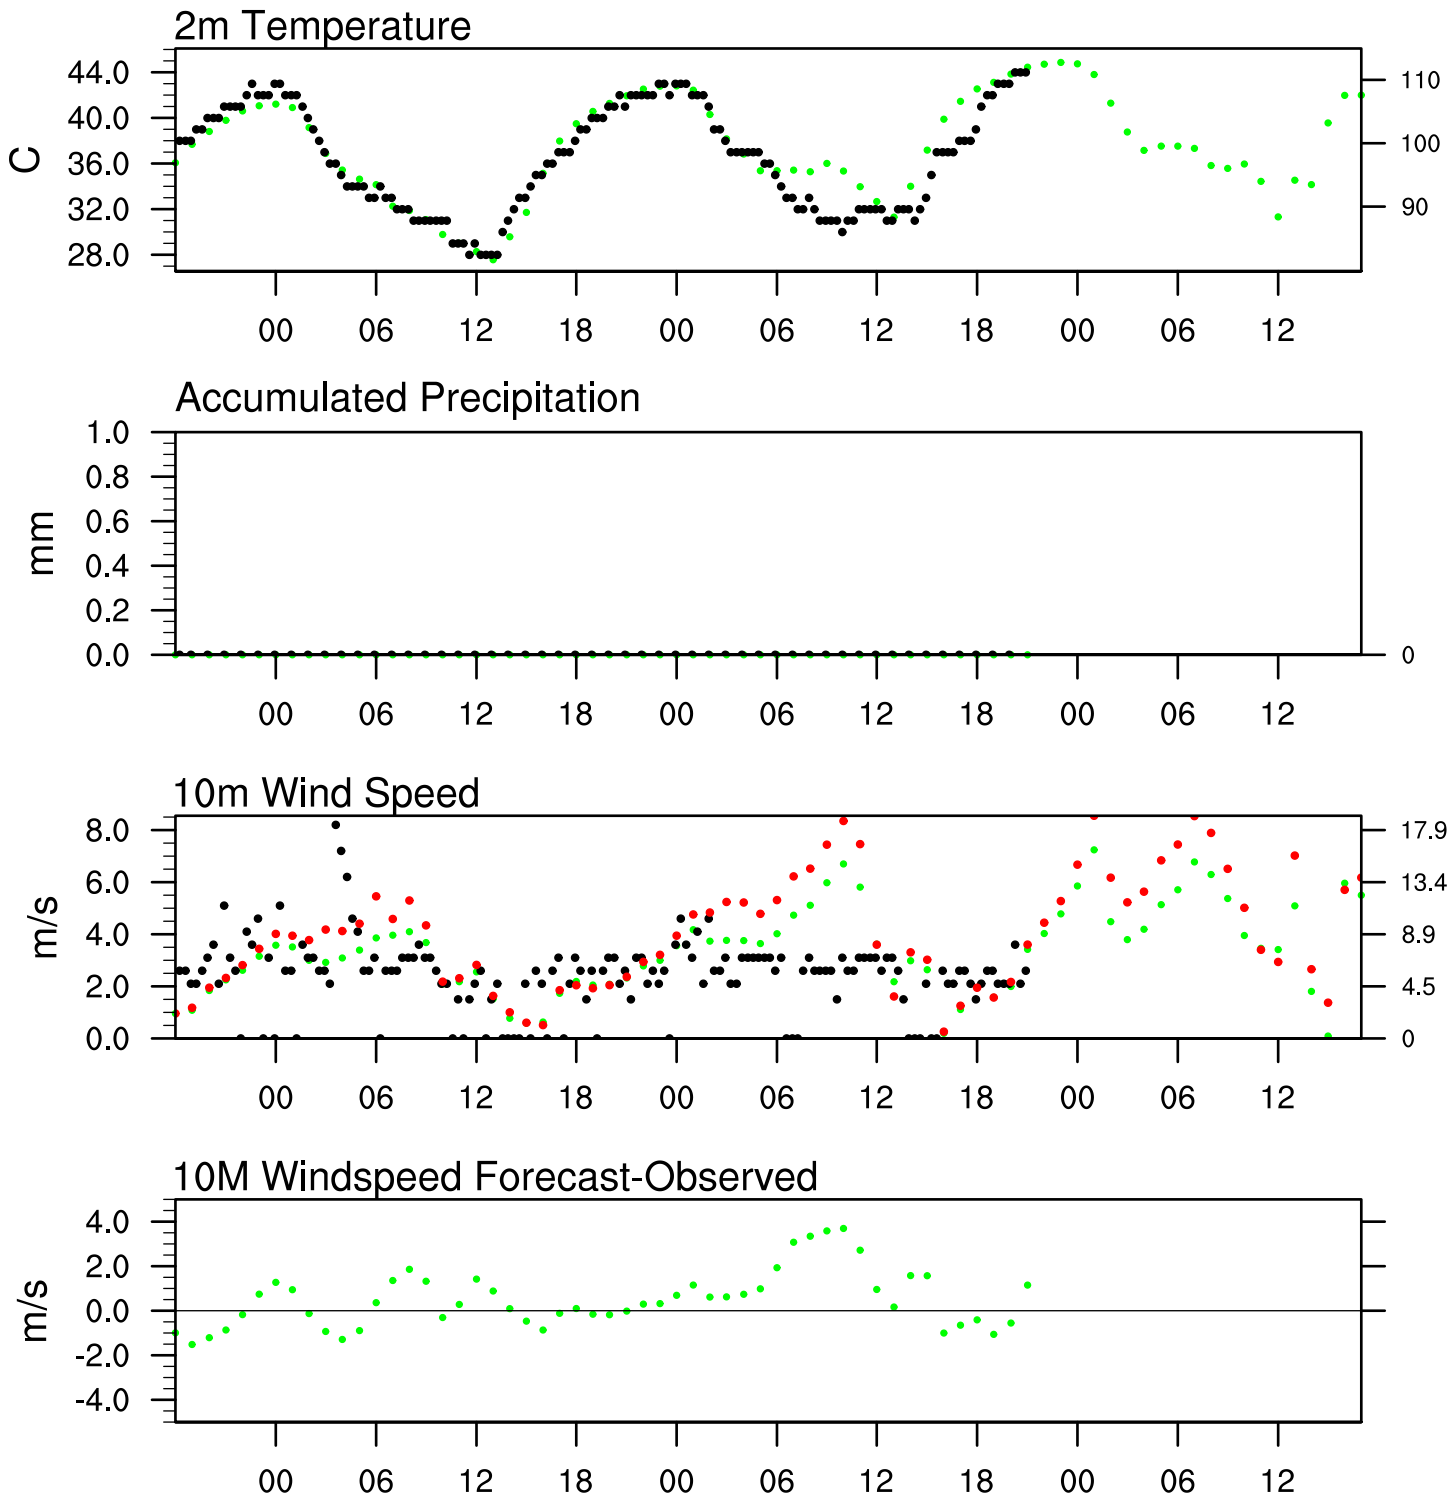 2m Temperature
44.0
40.0
36.0
32.0
28.0
C
110
100
90
00 06 12 18 00 06 12 18 00 06 12
Accumulated Precipitation
1.0
0.8
0.6
0.4
0.2
0.0
mm
0
00 06 12 18 00 06 12 18 00 06 12
10m Wind Speed
8.0
6.0
4.0
2.0
0.0
m/s
17.9
13.4
8.9
4.5
0
00 06 12 18 00 06 12 18 00 06 12
10M Windspeed Forecast-Observed
4.0
2.0
0.0
-2.0
-4.0
m/s
00 06 12 18 00 06 12 18 00 06 12